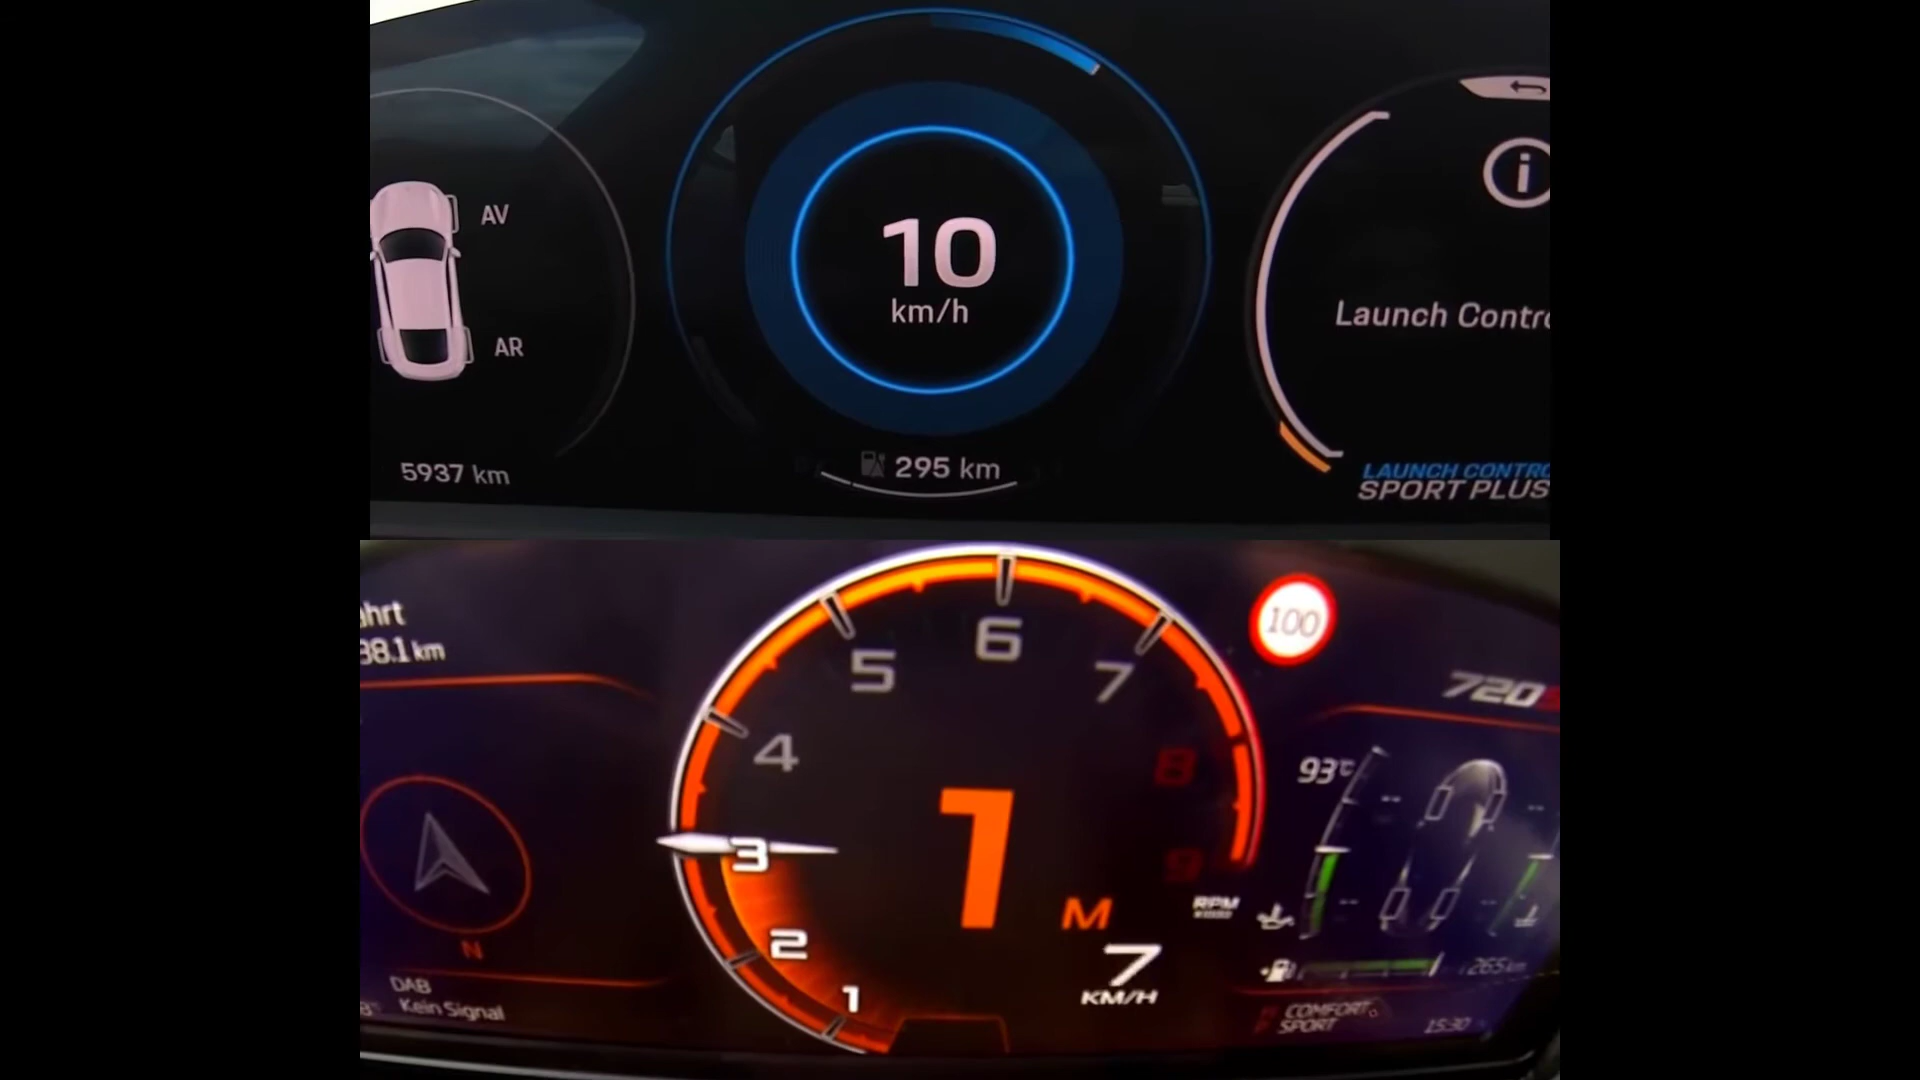 AV
AR
5937 km
10
km/h
295 km
i
Launch Contro
LAUNCH CONTRO
SPORT PLUS
hrt
38.1 km
N
DAB
Kein Signal
1
2
3
4
5
6
7
8
9
1
M
7
KM/H
RPM
100
720S
93°C
265 km
COMFORT
SPORT
15:30